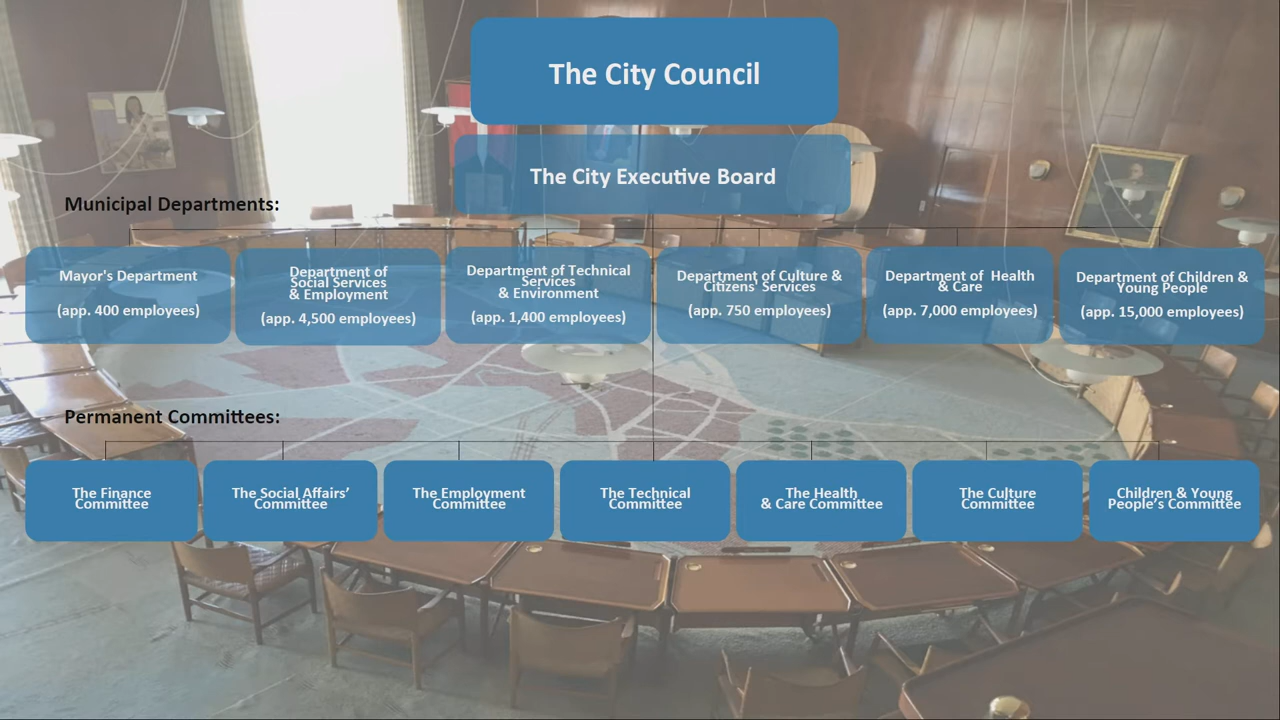 The City Council
The City Executive Board
Municipal Departments:
Mayor's Department
(app. 400 employees)
Department of
Social Services
& Employment
(app. 4,500 employees)
Department of Technical
Services
& Environment
(app. 1,400 employees)
Department of Culture &
Citizens' Services
(app. 750 employees)
Department of Health
& Care
(app. 7,000 employees)
Department of Children &
Young People
(app. 15,000 employees)
Permanent Committees:
The Finance
Committee
The Social Affairs’
Committee
The Employment
Committee
The Technical
Committee
The Health
& Care Committee
The Culture
Committee
Children & Young
People’s Committee